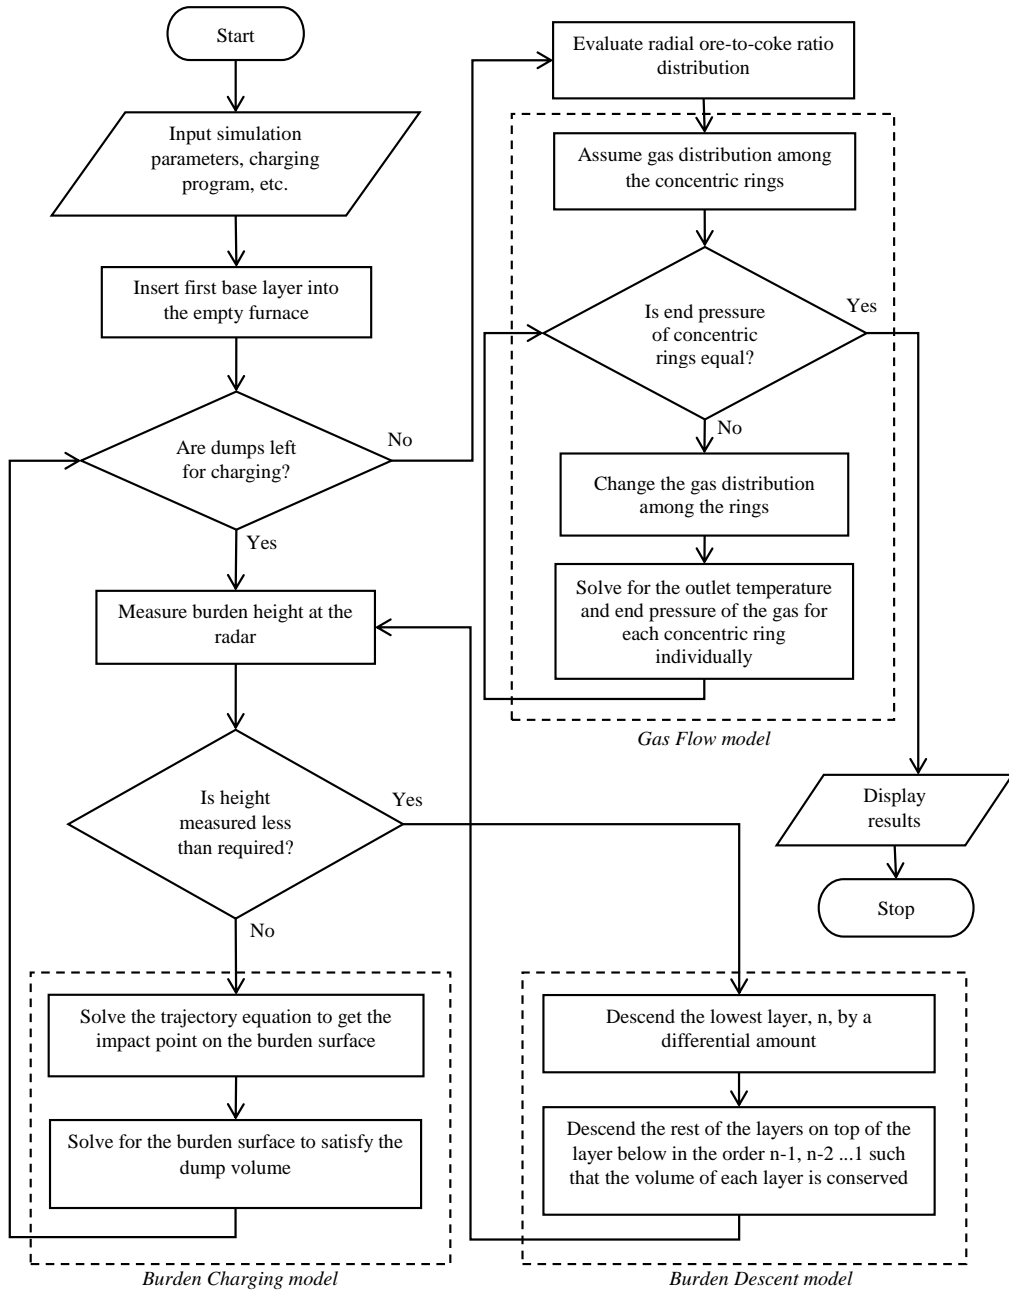 Start
Input simulation
parameters, charging
program, etc.
Insert first base layer into
the empty furnace
Are dumps left
for charging?
No
Yes
Measure burden height at the
radar
Is height
measured less
than required?
Yes
No
Solve the trajectory equation to get the
impact point on the burden surface
Solve for the burden surface to satisfy the
dump volume
Burden Charging model
Evaluate radial ore-to-coke ratio
distribution
Assume gas distribution among
the concentric rings
Is end pressure
of concentric
rings equal?
Yes
No
Change the gas distribution
among the rings
Solve for the outlet temperature
and end pressure of the gas for
each concentric ring
individually
Gas Flow model
Display
results
Stop
Descend the lowest layer, n, by a
differential amount
Descend the rest of the layers on top of the
layer below in the order n-1, n-2 ...1 such
that the volume of each layer is conserved
Burden Descent model